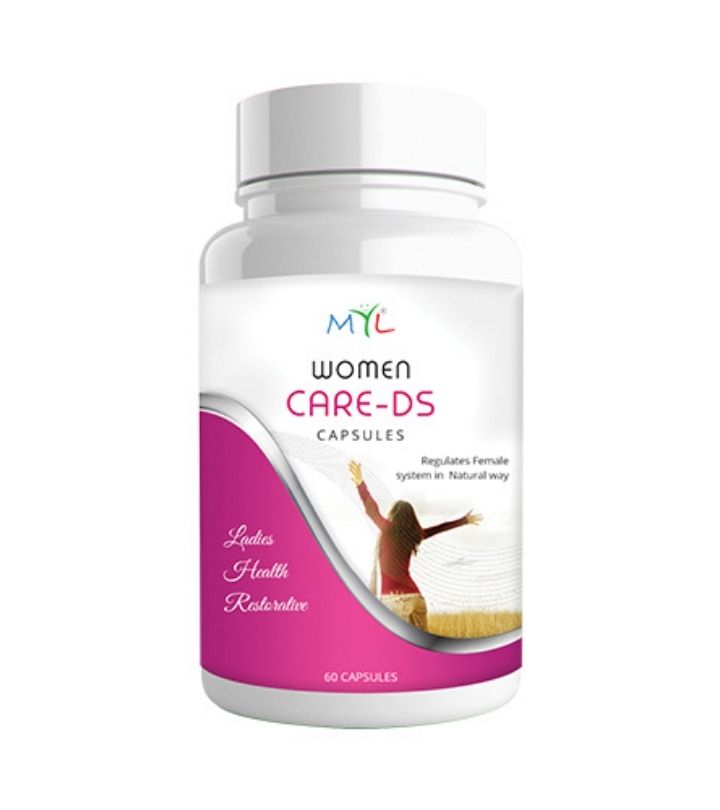 MYL®
WOMEN
CARE-DS
CAPSULES
Regulates Female
system in Natural way
Ladies
Health
Restorative
60 CAPSULES